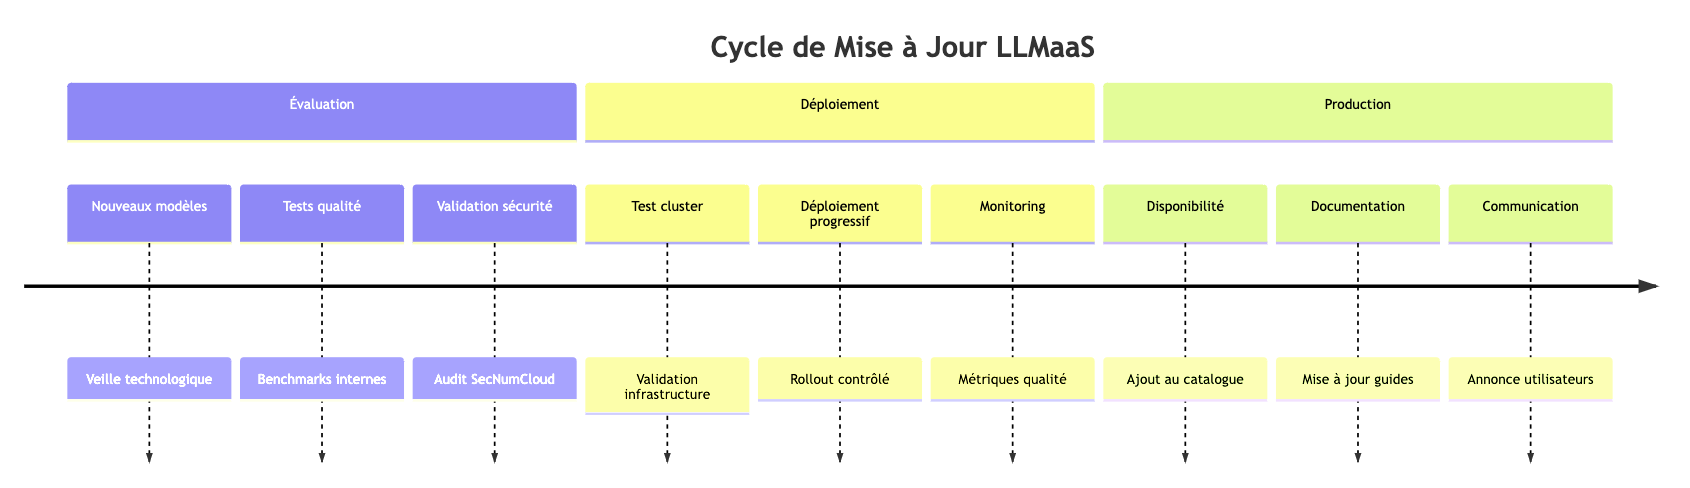 Cycle de Mise à Jour LLMaaS
Évaluation
Déploiement
Production
Nouveaux modèles
Tests qualité
Validation sécurité
Test cluster
Déploiement
progressif
Monitoring
Disponibilité
Documentation
Communication
Veille technologique
Benchmarks internes
Audit SecNumCloud
Validation
infrastructure
Rollout contrôlé
Métriques qualité
Ajout au catalogue
Mise à jour guides
Annonce utilisateurs